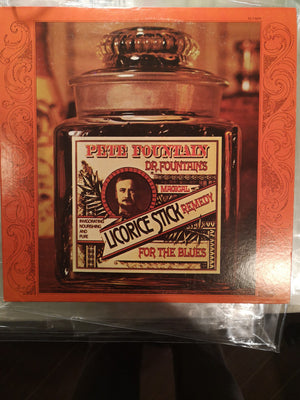 PETE FOUNTAIN
DR. FOUNTAIN'S
MAGICAL
LICORICE STICK
REMEDY
FOR THE BLUES
INVIGORATING
NOURISHING
AND
PURE